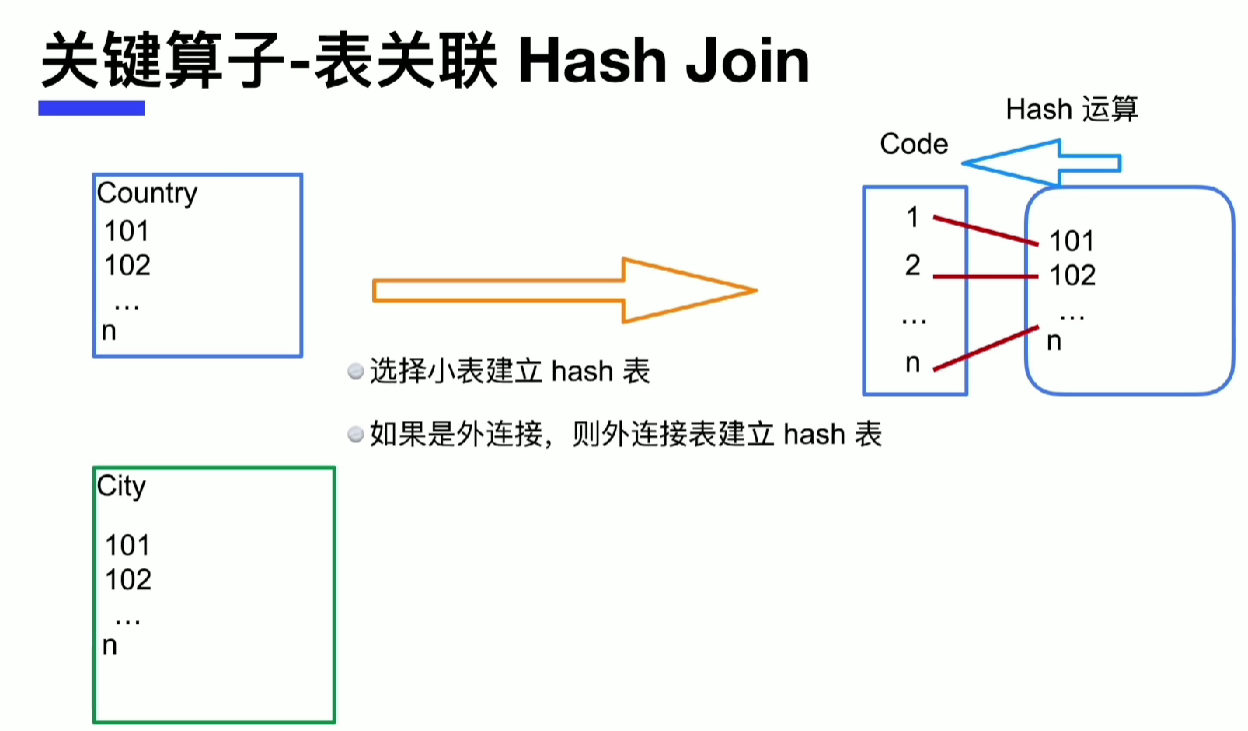 关键算子-表关联 Hash Join
Hash 运算
Code
Country
101
102
...
n
1
2
...
n
101
102
...
n
选择小表建立 hash 表
如果是外连接，则外连接表建立 hash 表
City
101
102
...
n